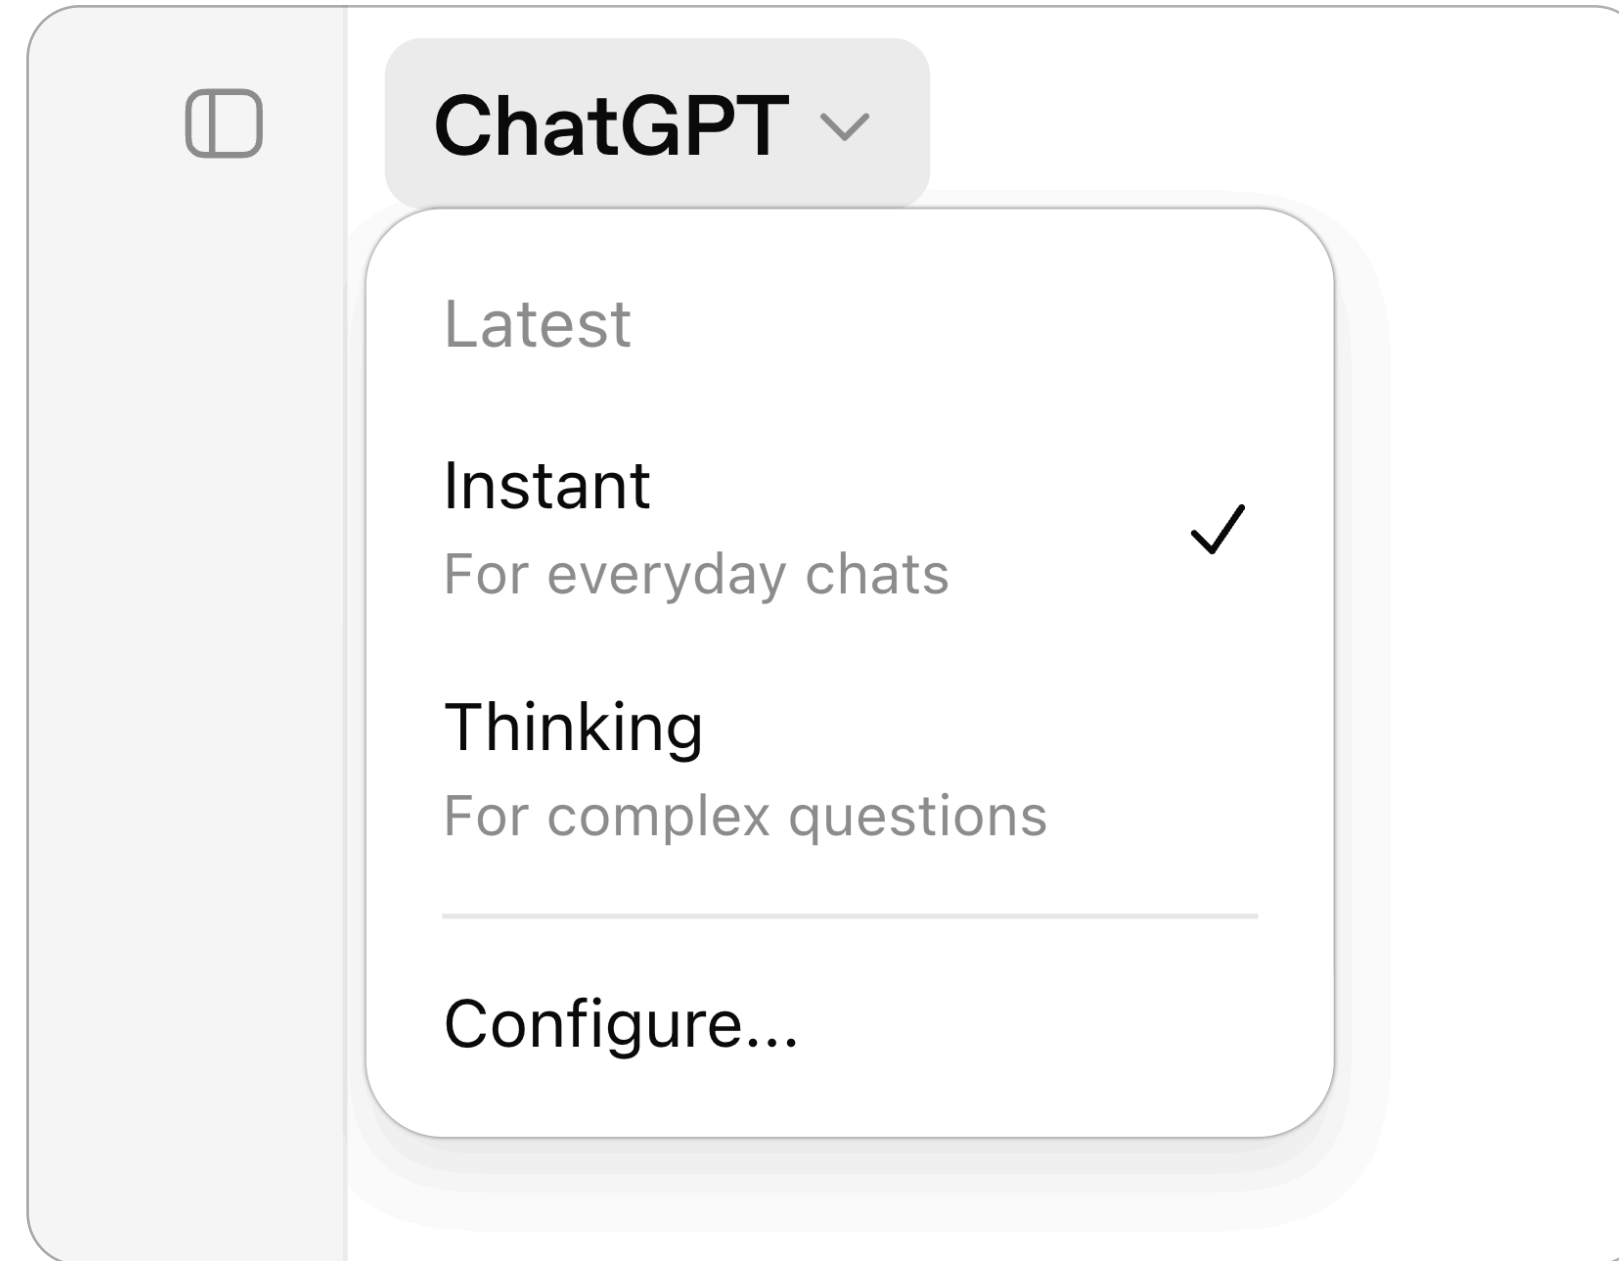 ChatGPT
Latest
Instant
For everyday chats
Thinking
For complex questions
Configure...